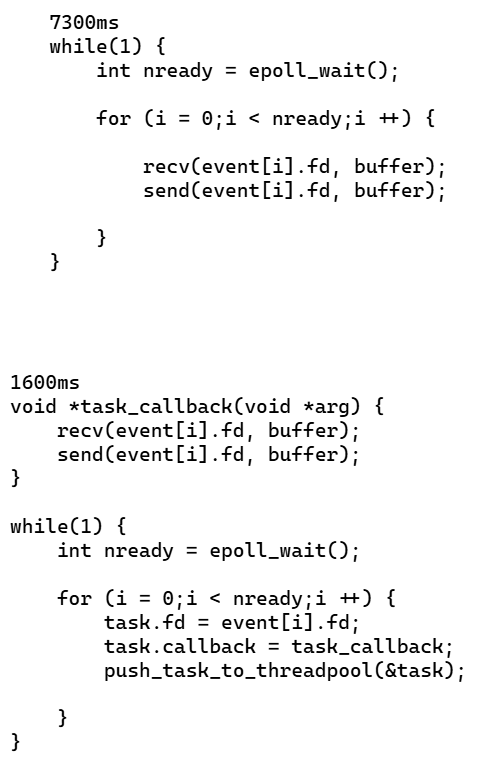 7300ms
while(1) {
int nready = epoll_wait();
for (i = 0;i < nready;i ++) {
recv(event[i].fd, buffer);
send(event[i].fd, buffer);
}
}
1600ms
void *task_callback(void *arg) {
recv(event[i].fd, buffer);
send(event[i].fd, buffer);
}
while(1) {
int nready = epoll_wait();
for (i = 0;i < nready;i ++) {
task.fd = event[i].fd;
task.callback = task_callback;
push_task_to_threadpool(&task);
}
}